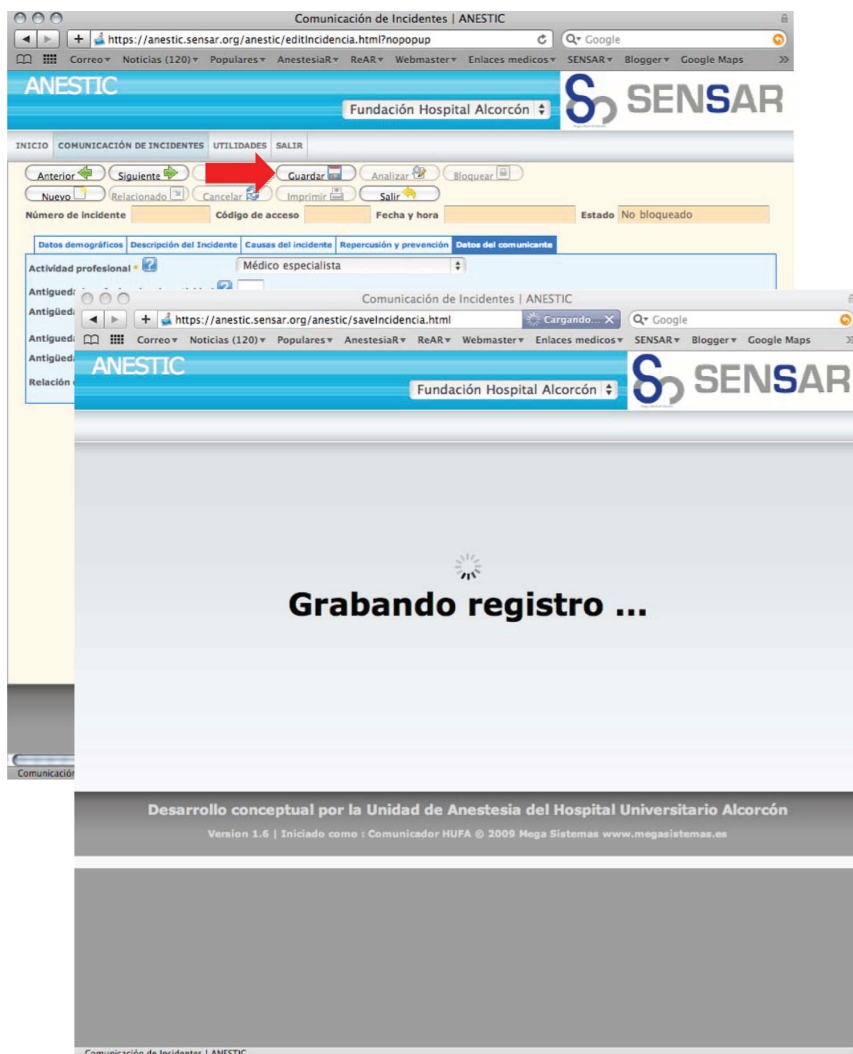 Comunicación de Incidentes | ANESTIC
https://anestic.sensar.org/anestic/editIncidencia.html?nopopup
Google
Correo Noticias (120) Populares AnestesiaR ReAR Webmaster Enlaces medicos SENSAR Blogger Google Maps
ANESTIC
Fundación Hospital Alcorcón
SENSAR
INICIO COMUNICACIÓN DE INCIDENTES UTILIDADES SALIR
Anterior Siguiente Guardar Analizar Bloquear
Nuevo Relacionado Cancelar Imprimir Salir
Número de incidente Código de acceso Fecha y hora Estado No bloqueado
Datos demográficos Descripción del Incidente Causas del incidente Repercusión y prevención Datos del comunicante
Actividad profesional * Médico especialista
Relación
Comunicación de Incidentes | ANESTIC
https://anestic.sensar.org/anestic/saveIncidencia.html Cargando... X
Google
Correo Noticias (120) Populares AnestesiaR ReAR Webmaster Enlaces medicos SENSAR Blogger Google Maps
ANESTIC
Fundación Hospital Alcorcón
SENSAR
Grabando registro ...
Desarrollo conceptual por la Unidad de Anestesia del Hospital Universitario Alcorcón
Version 1.6 | Iniciado como : Comunicador HUFA © 2009 Mega Sistemas www.megasistemas.es
Comunicación de Incidentes | ANESTIC